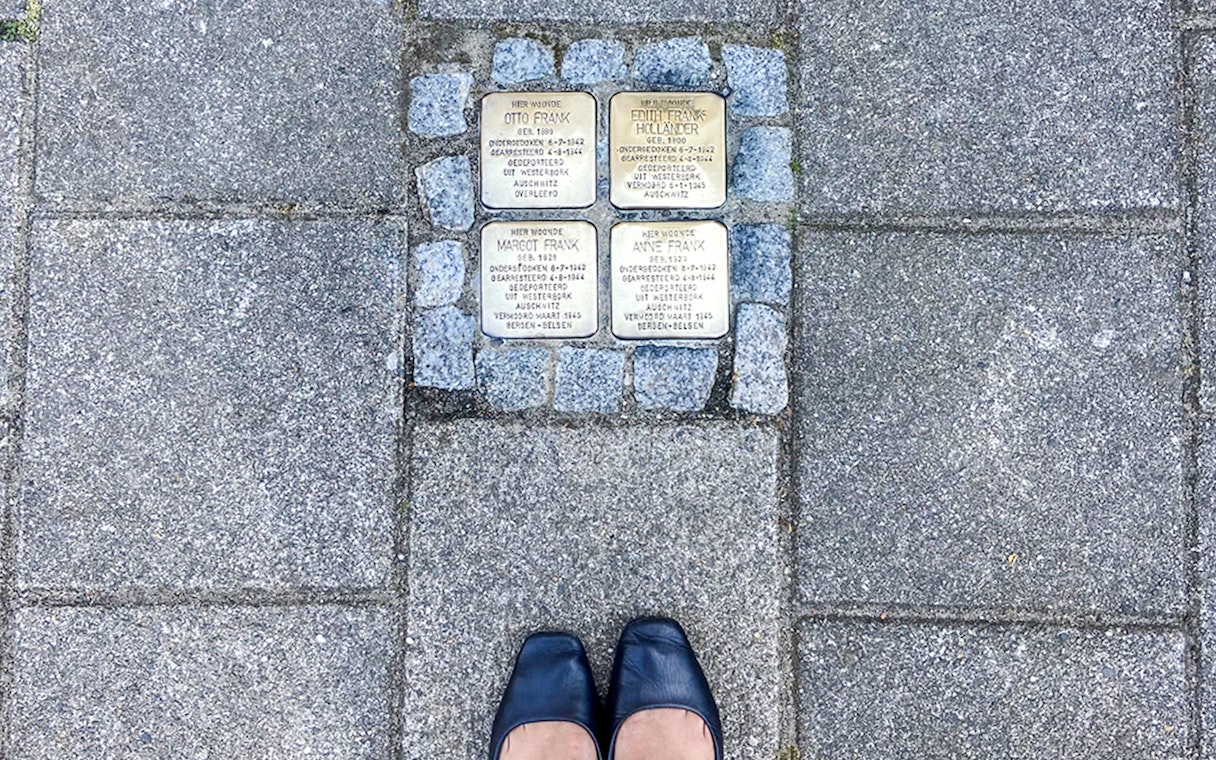 HIER WOONDE
OTTO FRANK
GEB. 1889
ONDERGEDOKEN 6-7-1942
GEARRESTEERD 4-8-1944
GEDEPORTEERD
UIT WESTERBORK
AUSCHWITZ
OVERLEEFD
HIER WOONDE
EDITH FRANK-
HOLLÄNDER
GEB. 1900
ONDERGEDOKEN 6-7-1942
GEARRESTEERD 4-8-1944
GEDEPORTEERD
UIT WESTERBORK
VERMOORD 6-1-1945
AUSCHWITZ
HIER WOONDE
MARGOT FRANK
GEB. 1926
ONDERGEDOKEN 6-7-1942
GEARRESTEERD 4-8-1944
GEDEPORTEERD
UIT WESTERBORK
AUSCHWITZ
VERMOORD MAART 1945
BERGEN-BELSEN
HIER WOONDE
ANNE FRANK
GEB. 1929
ONDERGEDOKEN 6-7-1942
GEARRESTEERD 4-8-1944
GEDEPORTEERD
UIT WESTERBORK
AUSCHWITZ
VERMOORD MAART 1945
BERGEN-BELSEN